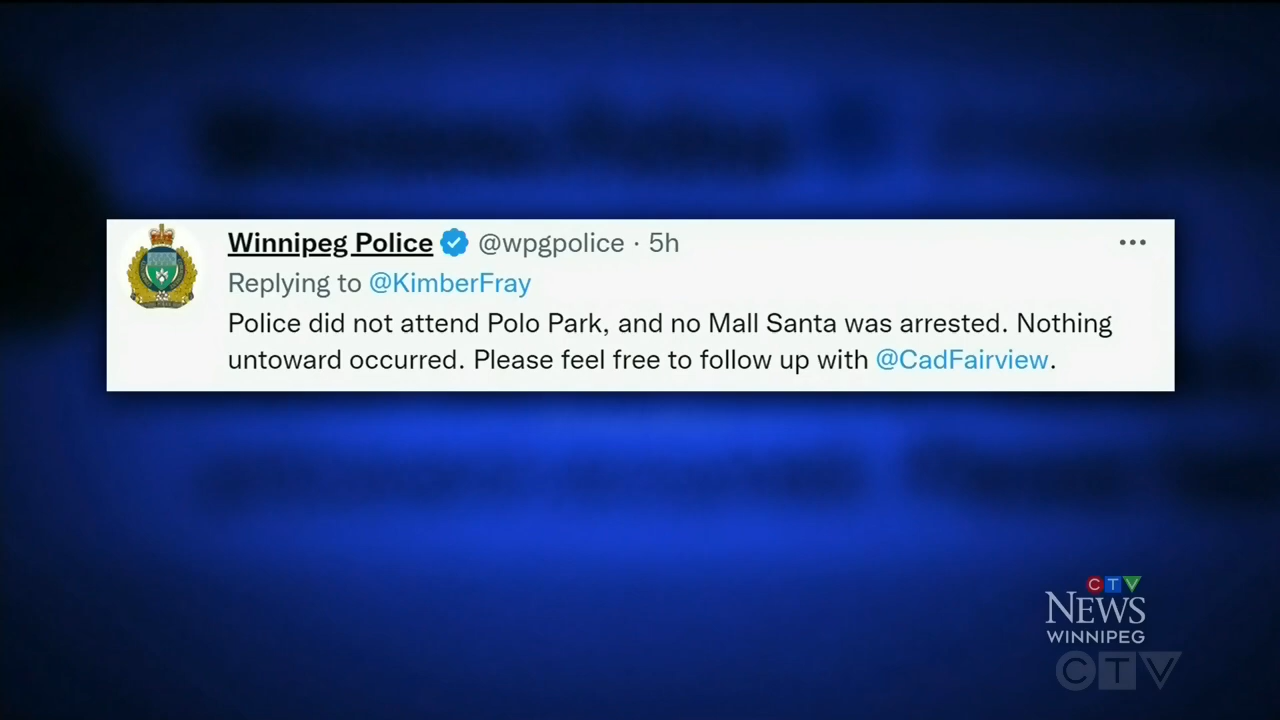 Winnipeg Police @wpgpolice · 5h
Replying to @KimberFray
Police did not attend Polo Park, and no Mall Santa was arrested. Nothing
untoward occurred. Please feel free to follow up with @CadFairview.
CTV
NEWS
WINNIPEG
CTV